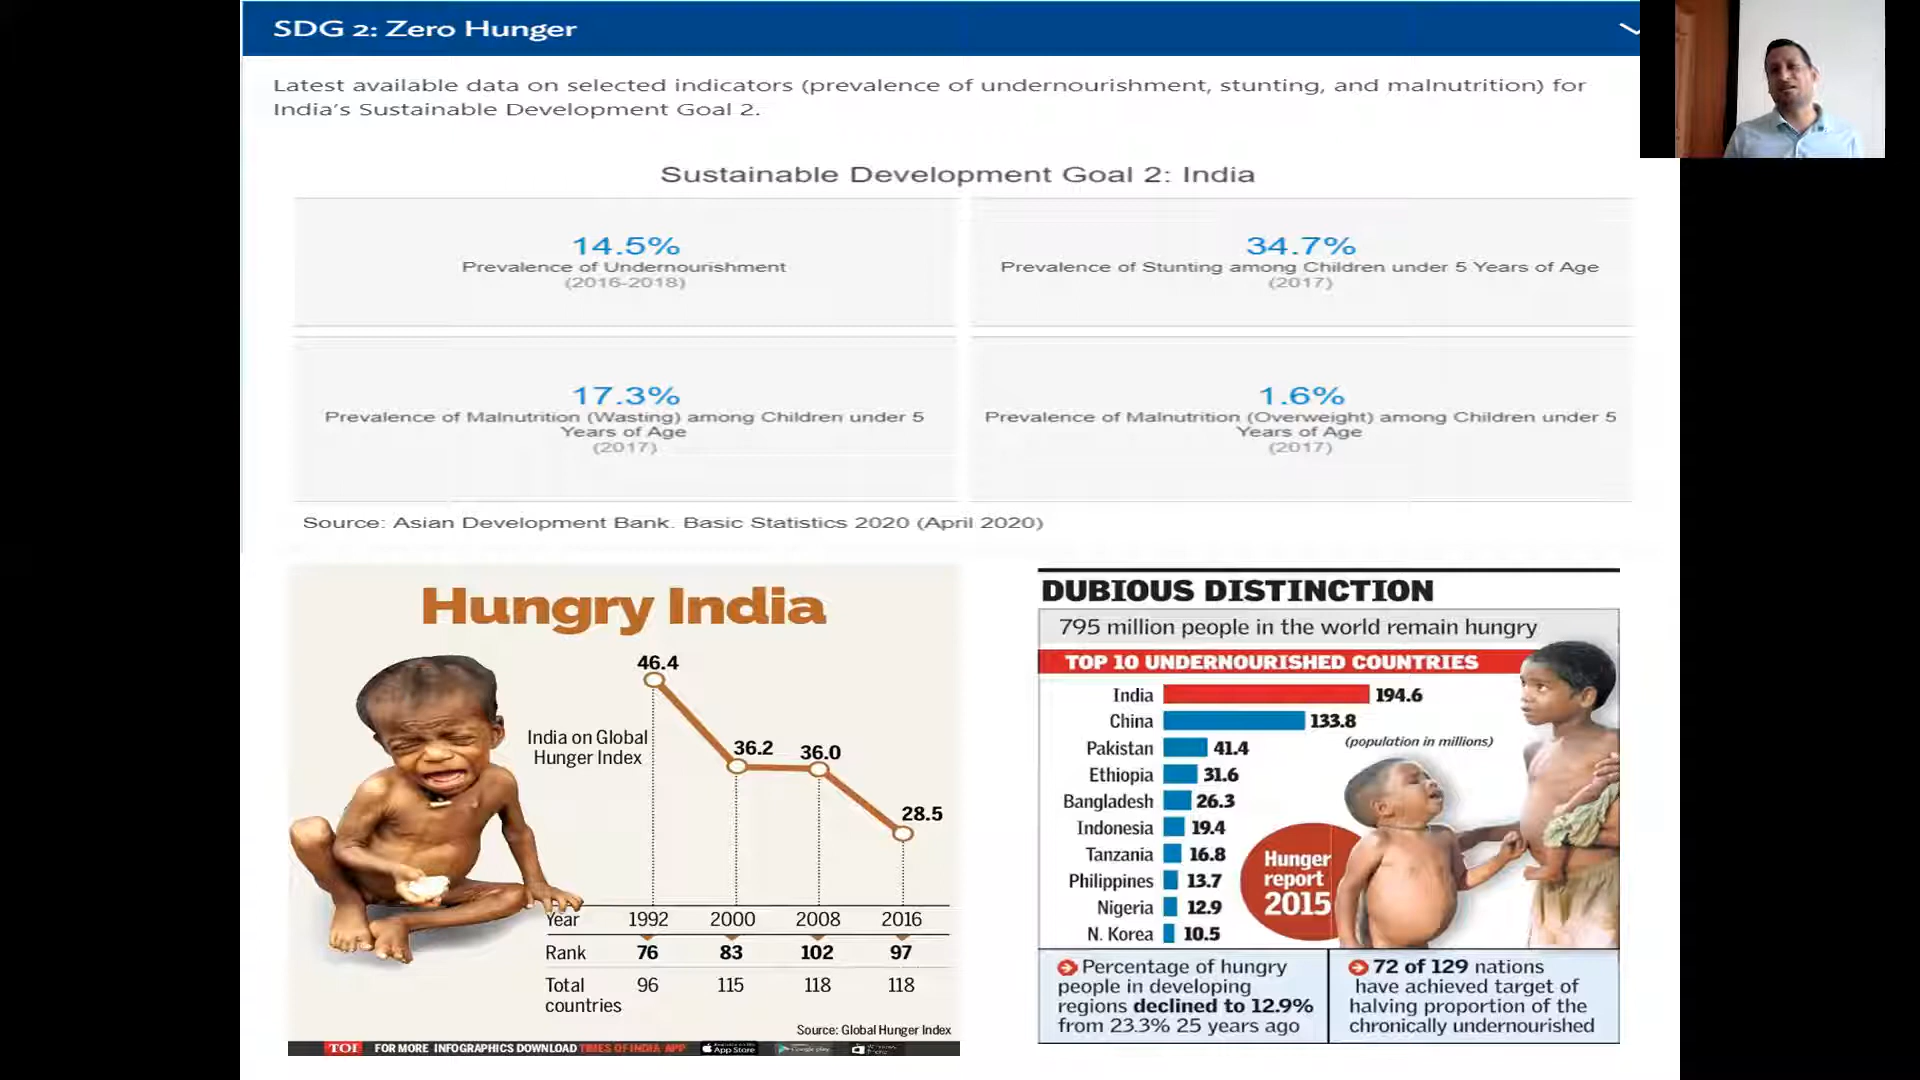 SDG 2: Zero Hunger
Latest available data on selected indicators (prevalence of undernourishment, stunting, and malnutrition) for
India's Sustainable Development Goal 2.
Sustainable Development Goal 2: India
14.5%
Prevalence of Undernourishment
(2016-2018)
34.7%
Prevalence of Stunting among Children under 5 Years of Age
(2017)
17.3%
Prevalence of Malnutrition (Wasting) among Children under 5
Years of Age
(2017)
1.6%
Prevalence of Malnutrition (Overweight) among Children under 5
Years of Age
(2017)
Source: Asian Development Bank. Basic Statistics 2020 (April 2020)
Hungry India
46.4
India on Global
Hunger Index
36.2
36.0
28.5
Year 1992 2000 2008 2016
Rank 76 83 102 97
Total
countries 96 115 118 118
Source: Global Hunger Index
TOI FOR MORE INFOGRAPHICS DOWNLOAD TIMES OF INDIA APP App Store Google play
DUBIOUS DISTINCTION
795 million people in the world remain hungry
TOP 10 UNDERNOURISHED COUNTRIES
India 194.6
China 133.8
(population in millions)
Pakistan 41.4
Ethiopia 31.6
Bangladesh 26.3
Indonesia 19.4
Tanzania 16.8
Philippines 13.7
Nigeria 12.9
N. Korea 10.5
Hunger
report
2015
Percentage of hungry
people in developing
regions declined to 12.9%
from 23.3% 25 years ago
72 of 129 nations
have achieved target of
halving proportion of the
chronically undernourished